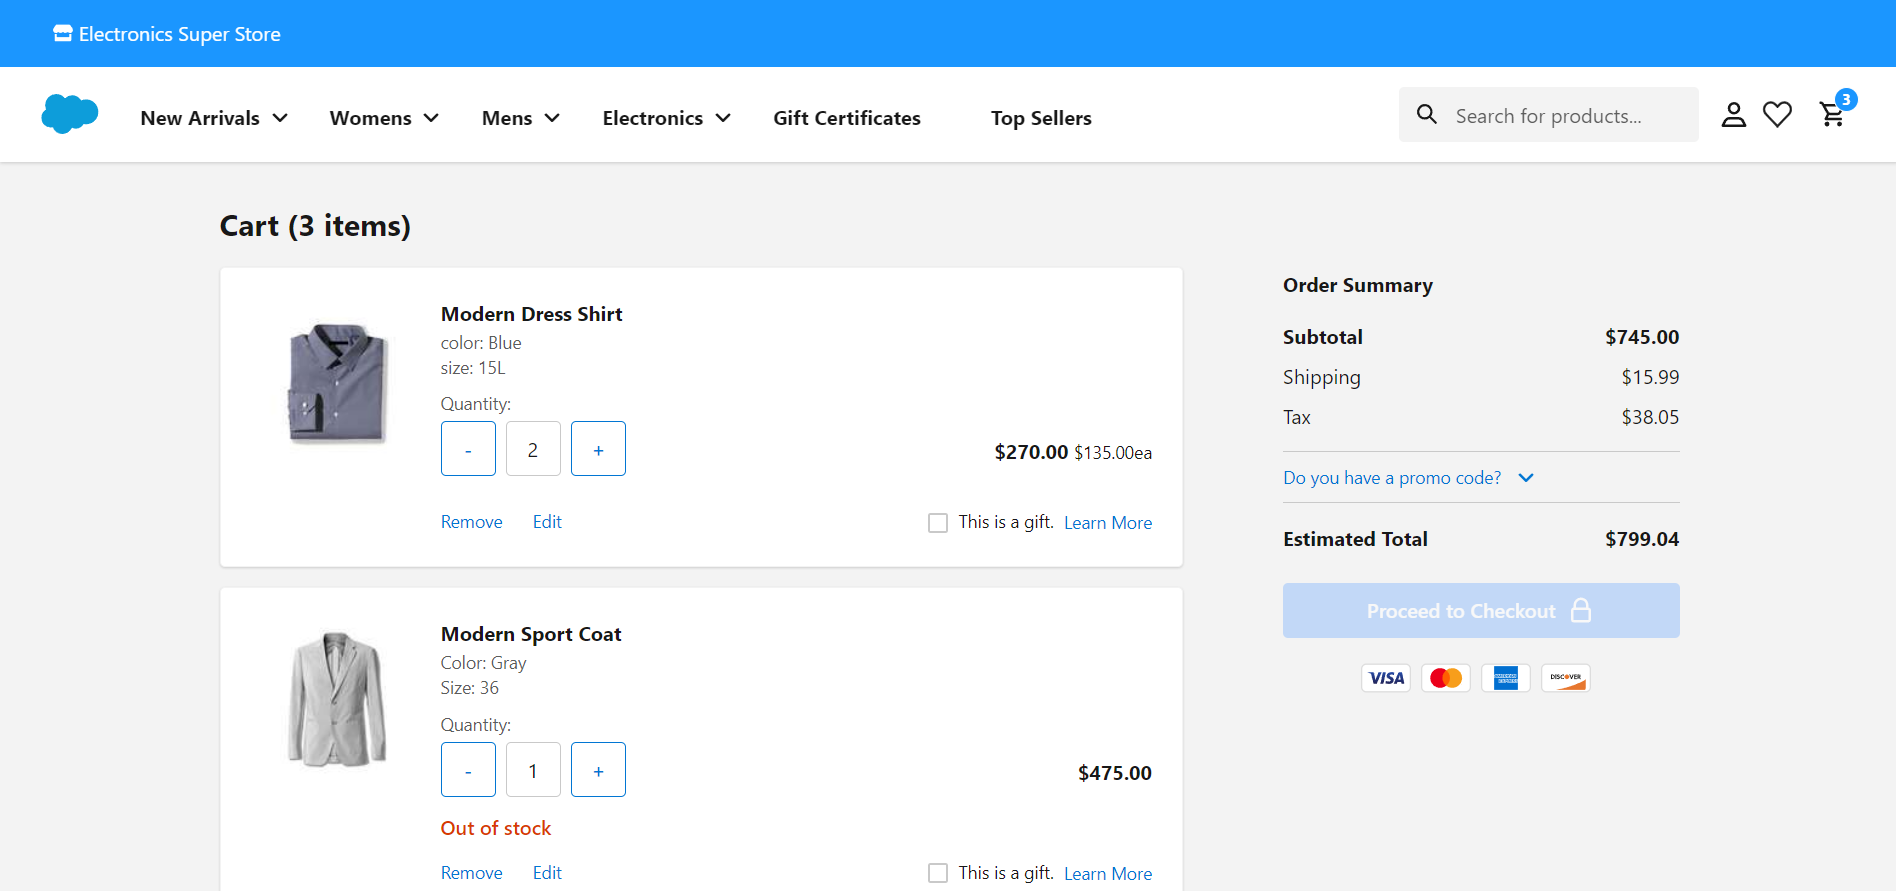 Electronics Super Store
New Arrivals Womens Mens Electronics Gift Certificates Top Sellers Search for products... 3
Cart (3 items)
Modern Dress Shirt
color: Blue
size: 15L
Quantity:
- 2 +
$270.00 $135.00ea
Remove Edit This is a gift. Learn More
Modern Sport Coat
Color: Gray
Size: 36
Quantity:
- 1 +
$475.00
Out of stock
Remove Edit This is a gift. Learn More
Order Summary
Subtotal $745.00
Shipping $15.99
Tax $38.05
Do you have a promo code?
Estimated Total $799.04
Proceed to Checkout
VISA DISCOVER